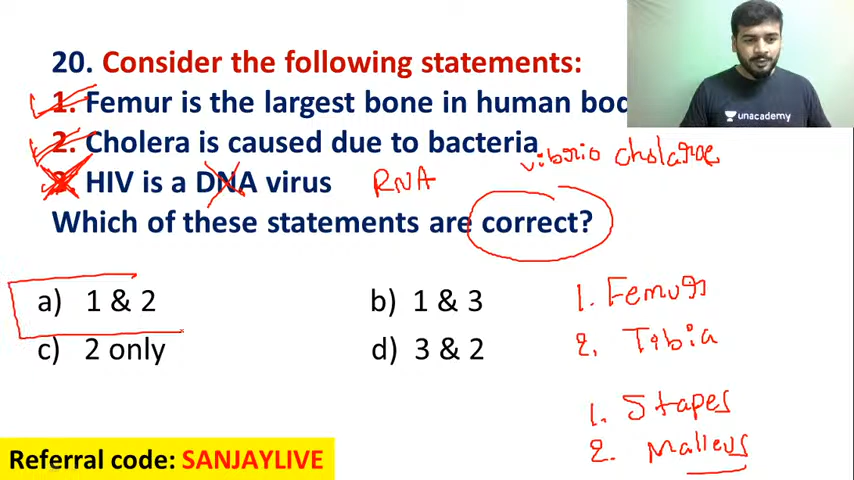 20. Consider the following statements:
1. Femur is the largest bone in human bod
unacademy
2. Cholera is caused due to bacteria
vibrio cholarae
3. HIV is a DNA virus RNA
Which of these statements are correct?
a) 1 & 2
b) 1 & 3
c) 2 only
d) 3 & 2
1. Femur
2. Tibia
1. Stapes
2. Malleus
Referral code: SANJAYLIVE